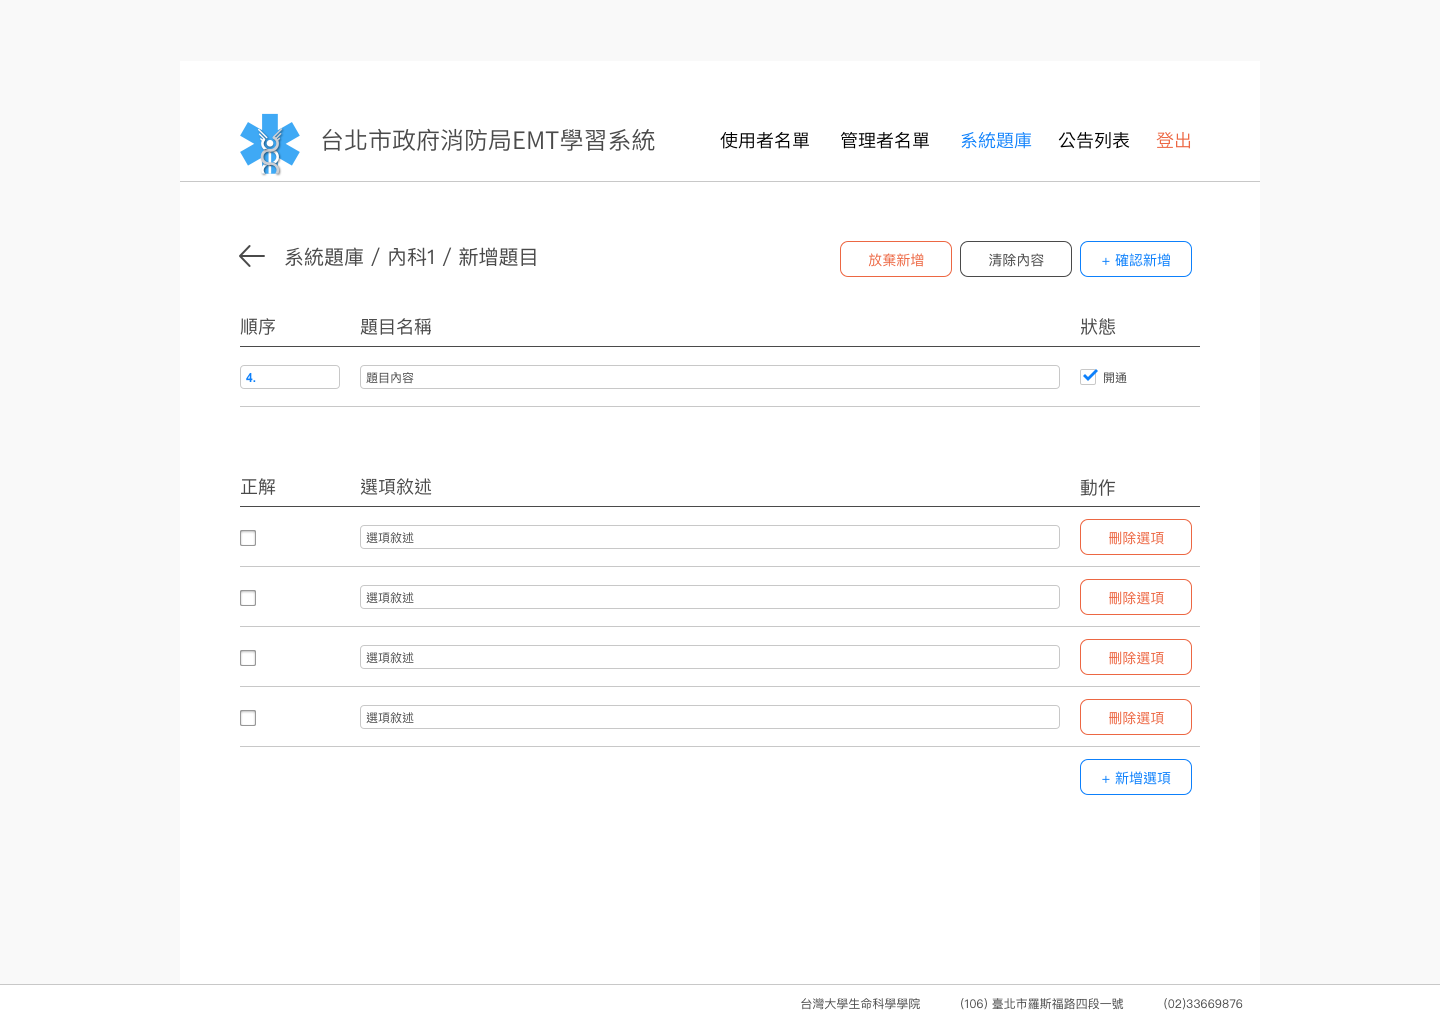 台北市政府消防局EMT學習系統 使用者名單 管理者名單 系統題庫 公告列表 登出
系統題庫 / 內科1 / 新增題目 放棄新增 清除內容 + 確認新增
順序 題目名稱 狀態
4. 題目內容 開通
正解 選項敘述 動作
選項敘述 刪除選項
選項敘述 刪除選項
選項敘述 刪除選項
選項敘述 刪除選項
+ 新增選項
台灣大學生命科學學院 (106) 臺北市羅斯福路四段一號 (02)33669876